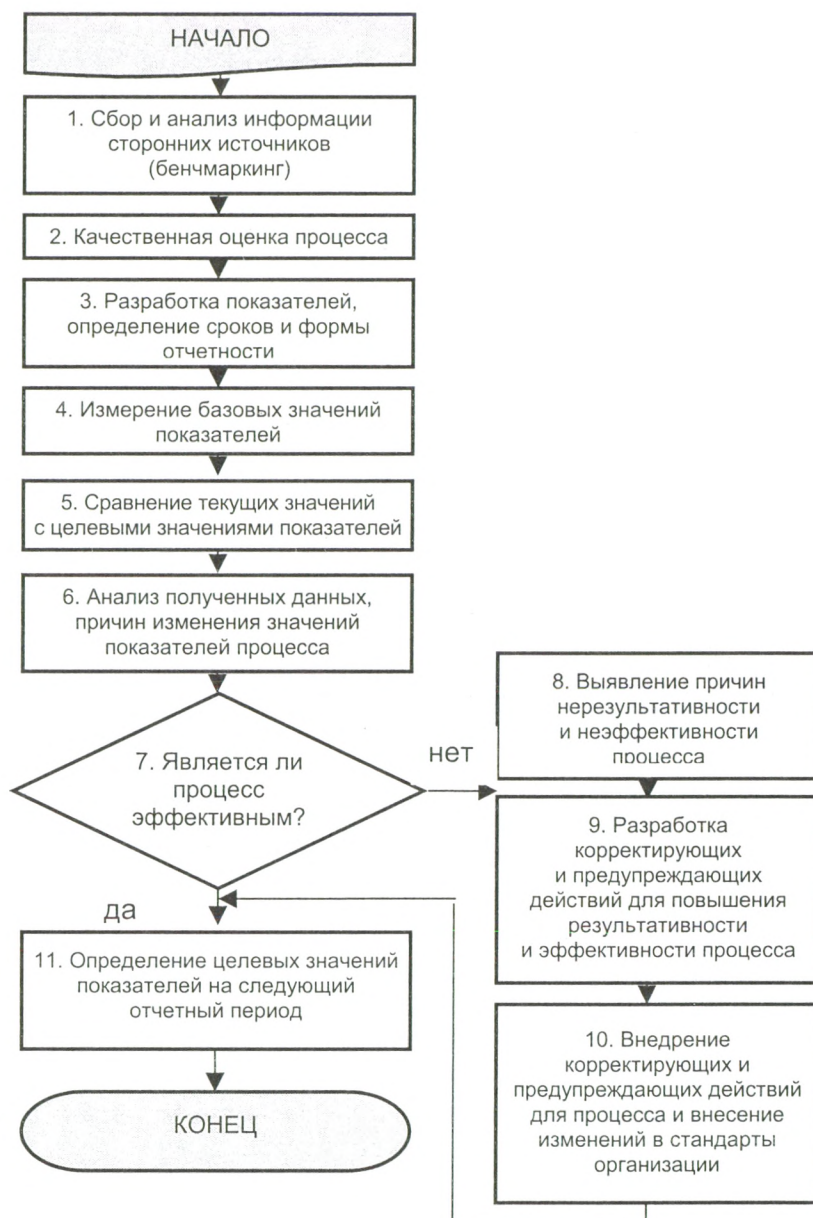 НАЧАЛО
1. Сбор и анализ информации
сторонних источников
(бенчмаркинг)
2. Качественная оценка процесса
3. Разработка показателей,
определение сроков и формы
отчетности
4. Измерение базовых значений
показателей
5. Сравнение текущих значений
с целевыми значениями показателей
6. Анализ полученных данных,
причин изменения значений
показателей процесса
7. Является ли
процесс
эффективным?
нет
да
8. Выявление причин
нерезультативности
и неэффективности
процесса
9. Разработка
корректирующих
и предупреждающих
действий для повышения
результативности
и эффективности процесса
10. Внедрение
корректирующих и
предупреждающих действий
для процесса и внесение
изменений в стандарты
организации
11. Определение целевых значений
показателей на следующий
отчетный период
КОНЕЦ